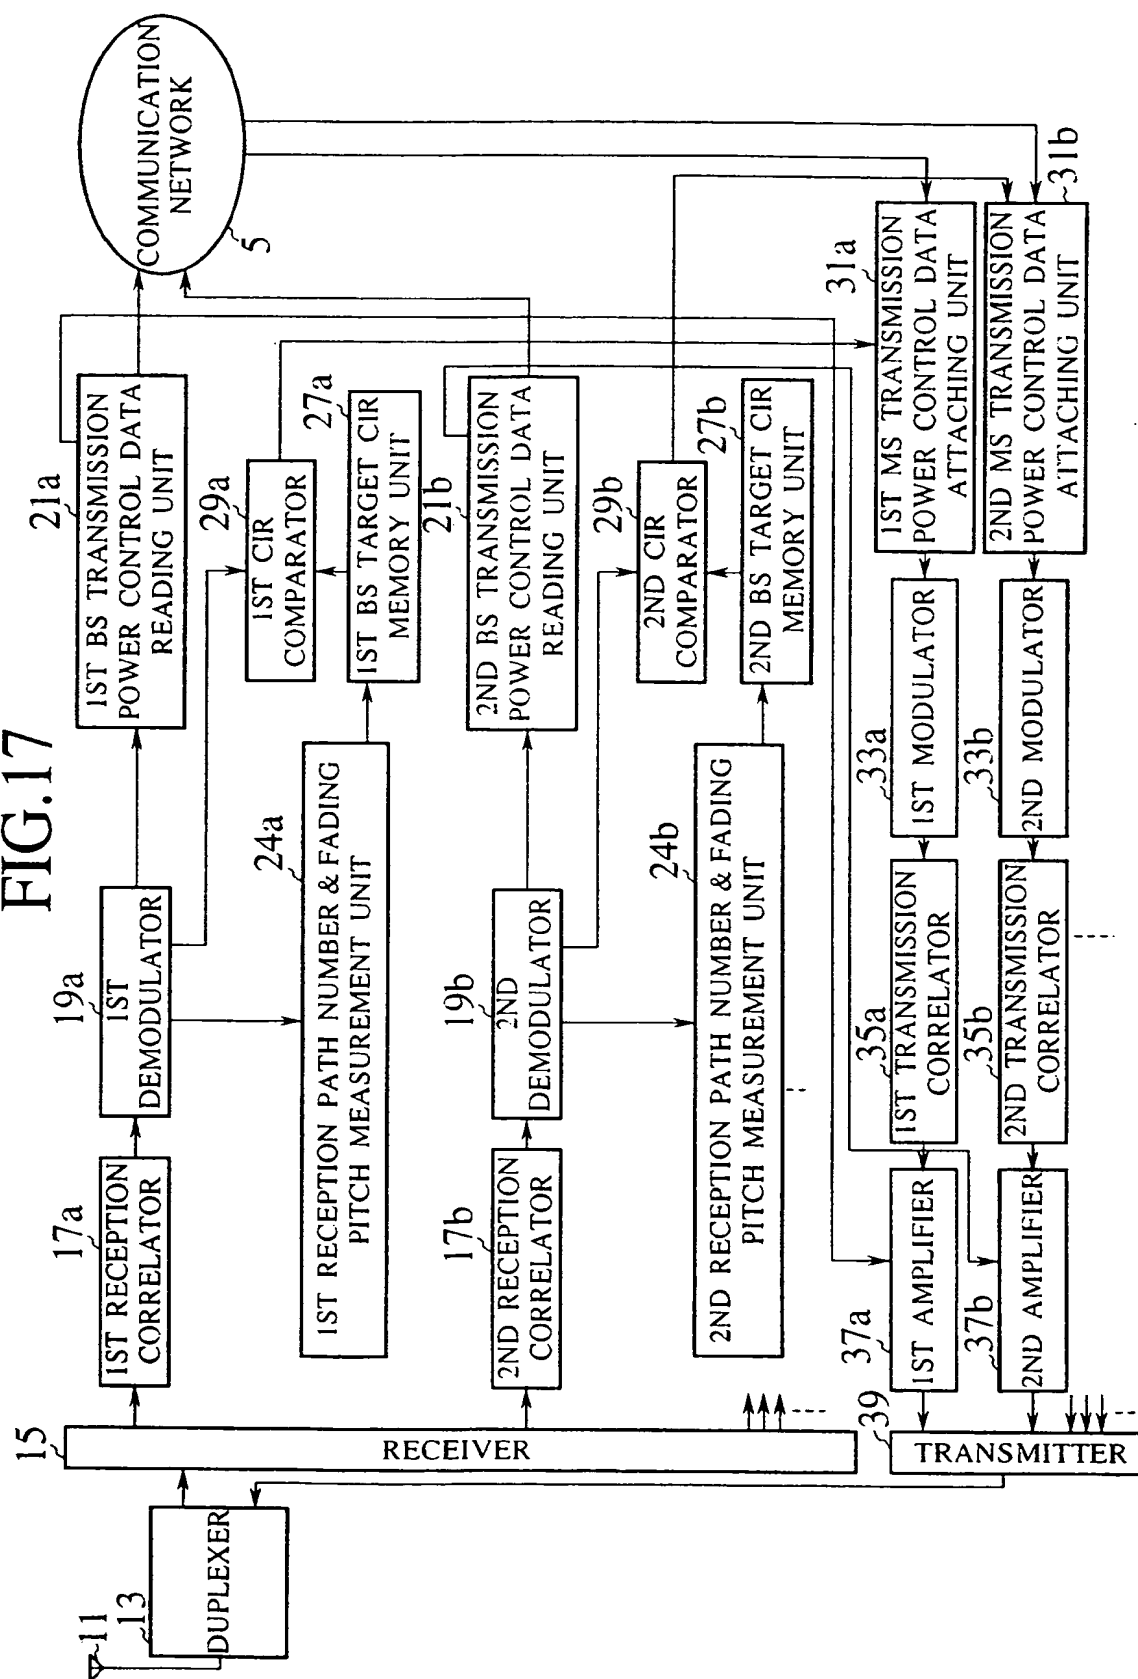 FIG.17
11
13
DUPLEXER
15
RECEIVER
17a
1ST RECEPTION
CORRELATOR
19a
1ST
DEMODULATOR
21a
1ST BS TRANSMISSION
POWER CONTROL DATA
READING UNIT
COMMUNICATION
NETWORK
5
24a
1ST RECEPTION PATH NUMBER & FADING
PITCH MEASUREMENT UNIT
29a
1ST CIR
COMPARATOR
27a
1ST BS TARGET CIR
MEMORY UNIT
17b
2ND RECEPTION
CORRELATOR
19b
2ND
DEMODULATOR
21b
2ND BS TRANSMISSION
POWER CONTROL DATA
READING UNIT
24b
2ND RECEPTION PATH NUMBER & FADING
PITCH MEASUREMENT UNIT
29b
2ND CIR
COMPARATOR
27b
2ND BS TARGET CIR
MEMORY UNIT
39
TRANSMITTER
37a
1ST AMPLIFIER
35a
1ST TRANSMISSION
CORRELATOR
33a
1ST MODULATOR
31a
1ST MS TRANSMISSION
POWER CONTROL DATA
ATTACHING UNIT
37b
2ND AMPLIFIER
35b
2ND TRANSMISSION
CORRELATOR
33b
2ND MODULATOR
31b
2ND MS TRANSMISSION
POWER CONTROL DATA
ATTACHING UNIT